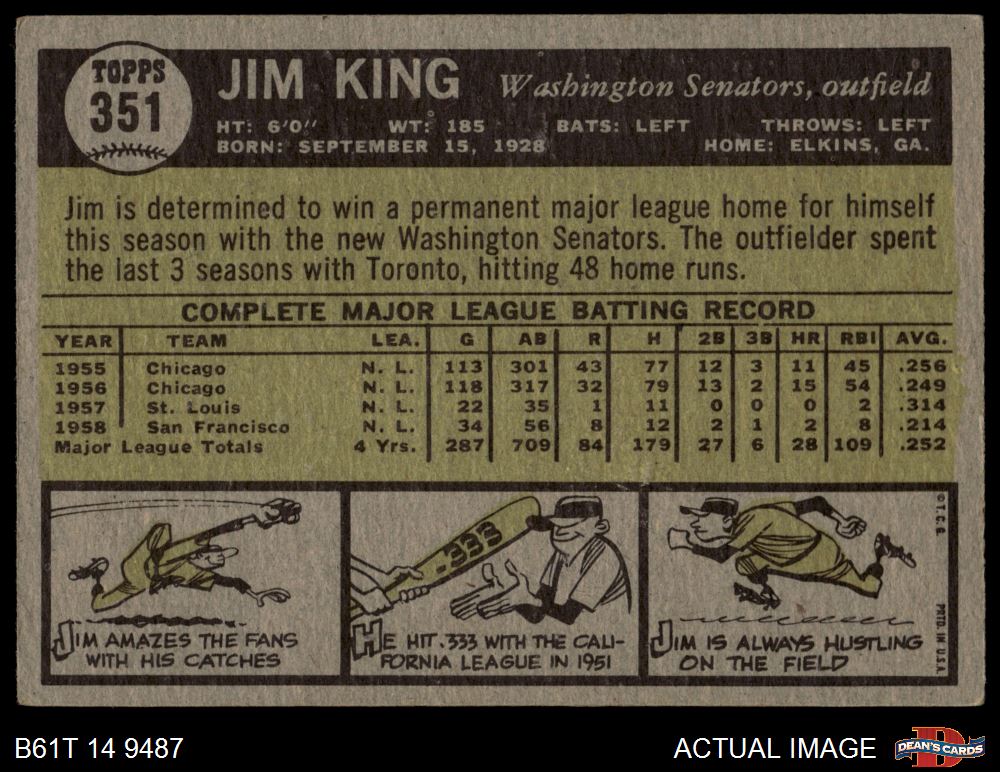 TOPPS
351
JIM KING Washington Senators, outfield
HT: 6'0" WT: 185 BATS: LEFT THROWS: LEFT
BORN: SEPTEMBER 15, 1928 HOME: ELKINS, GA.
Jim is determined to win a permanent major league home for himself
this season with the new Washington Senators. The outfielder spent
the last 3 seasons with Toronto, hitting 48 home runs.
COMPLETE MAJOR LEAGUE BATTING RECORD
YEAR TEAM LEA. G AB R H 2B 3B HR RBI AVG.
1955 Chicago N. L. 113 301 43 77 12 3 11 45 .256
1956 Chicago N. L. 118 317 32 79 13 2 15 54 .249
1957 St. Louis N. L. 22 35 1 11 0 0 0 2 .314
1958 San Francisco N. L. 34 56 8 12 2 1 2 8 .214
Major League Totals 4 Yrs. 287 709 84 179 27 6 28 109 .252
.333
JIM AMAZES THE FANS
WITH HIS CATCHES
HE HIT .333 WITH THE CALI-
FORNIA LEAGUE IN 1951
JIM IS ALWAYS HUSTLING
ON THE FIELD
© T.C.G. PRTD. IN U.S.A.
B61T 14 9487 ACTUAL IMAGE
D
DEAN'S CARDS